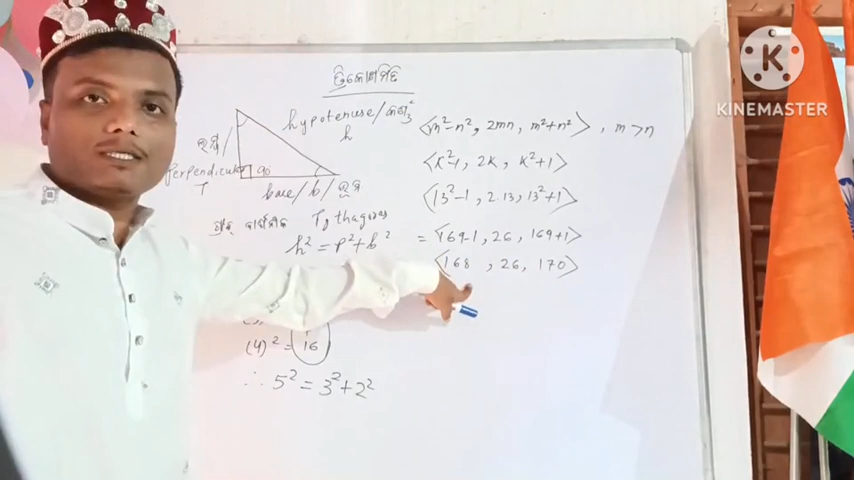 ତ୍ରିକୋଣମିତି
hypotenuse/କର୍ଣ୍ଣ
h
90°
base/b/
h² = p² + b²
(4)² = 16
∴ 5² = 3² + 2²
⟨m²-n², 2mn, m²+n²⟩, m>n
⟨K²-1, 2K, K²+1⟩
⟨13²-1, 2.13, 13²+1⟩
= ⟨169-1, 26, 169+1⟩
⟨168, 26, 170⟩
KINEMASTER